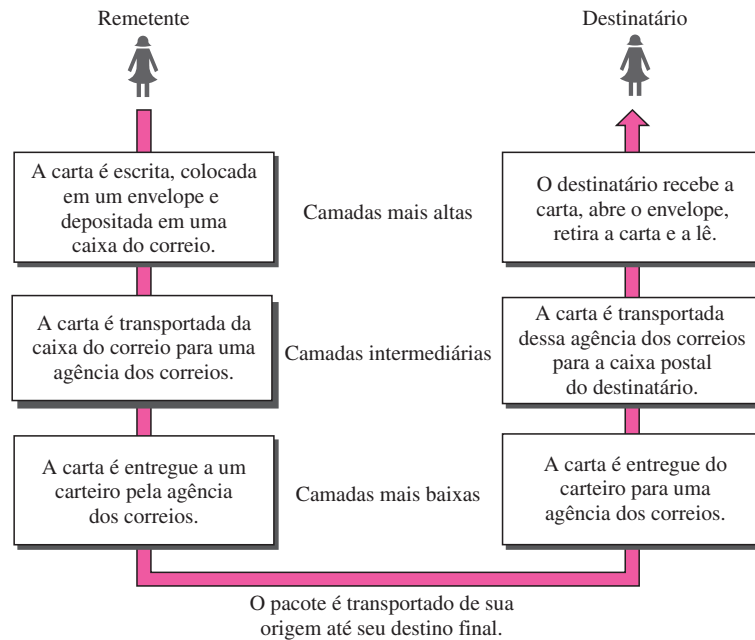 Remetente
Destinatário
A carta é escrita, colocada
em um envelope e
depositada em uma
caixa do correio.
Camadas mais altas
O destinatário recebe a
carta, abre o envelope,
retira a carta e a lê.
A carta é transportada da
caixa do correio para uma
agência dos correios.
Camadas intermediárias
A carta é transportada
dessa agência dos correios
para a caixa postal
do destinatário.
A carta é entregue a um
carteiro pela agência
dos correios.
Camadas mais baixas
A carta é entregue do
carteiro para uma
agência dos correios.
O pacote é transportado de sua
origem até seu destino final.